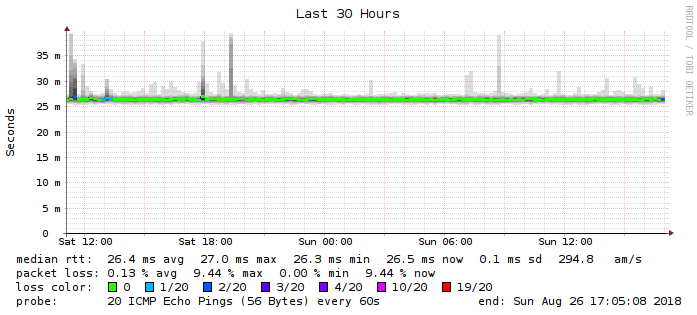 Last 30 Hours
RRDTOOL / TOBI OETIKER
Seconds
35 m
30 m
25 m
20 m
15 m
10 m
5 m
0
Sat 12:00 Sat 18:00 Sun 00:00 Sun 06:00 Sun 12:00
median rtt: 26.4 ms avg 27.0 ms max 26.3 ms min 26.5 ms now 0.1 ms sd 294.8 am/s
packet loss: 0.13 % avg 9.44 % max 0.00 % min 9.44 % now
loss color: 0 1/20 2/20 3/20 4/20 10/20 19/20
probe: 20 ICMP Echo Pings (56 Bytes) every 60s end: Sun Aug 26 17:05:08 2018